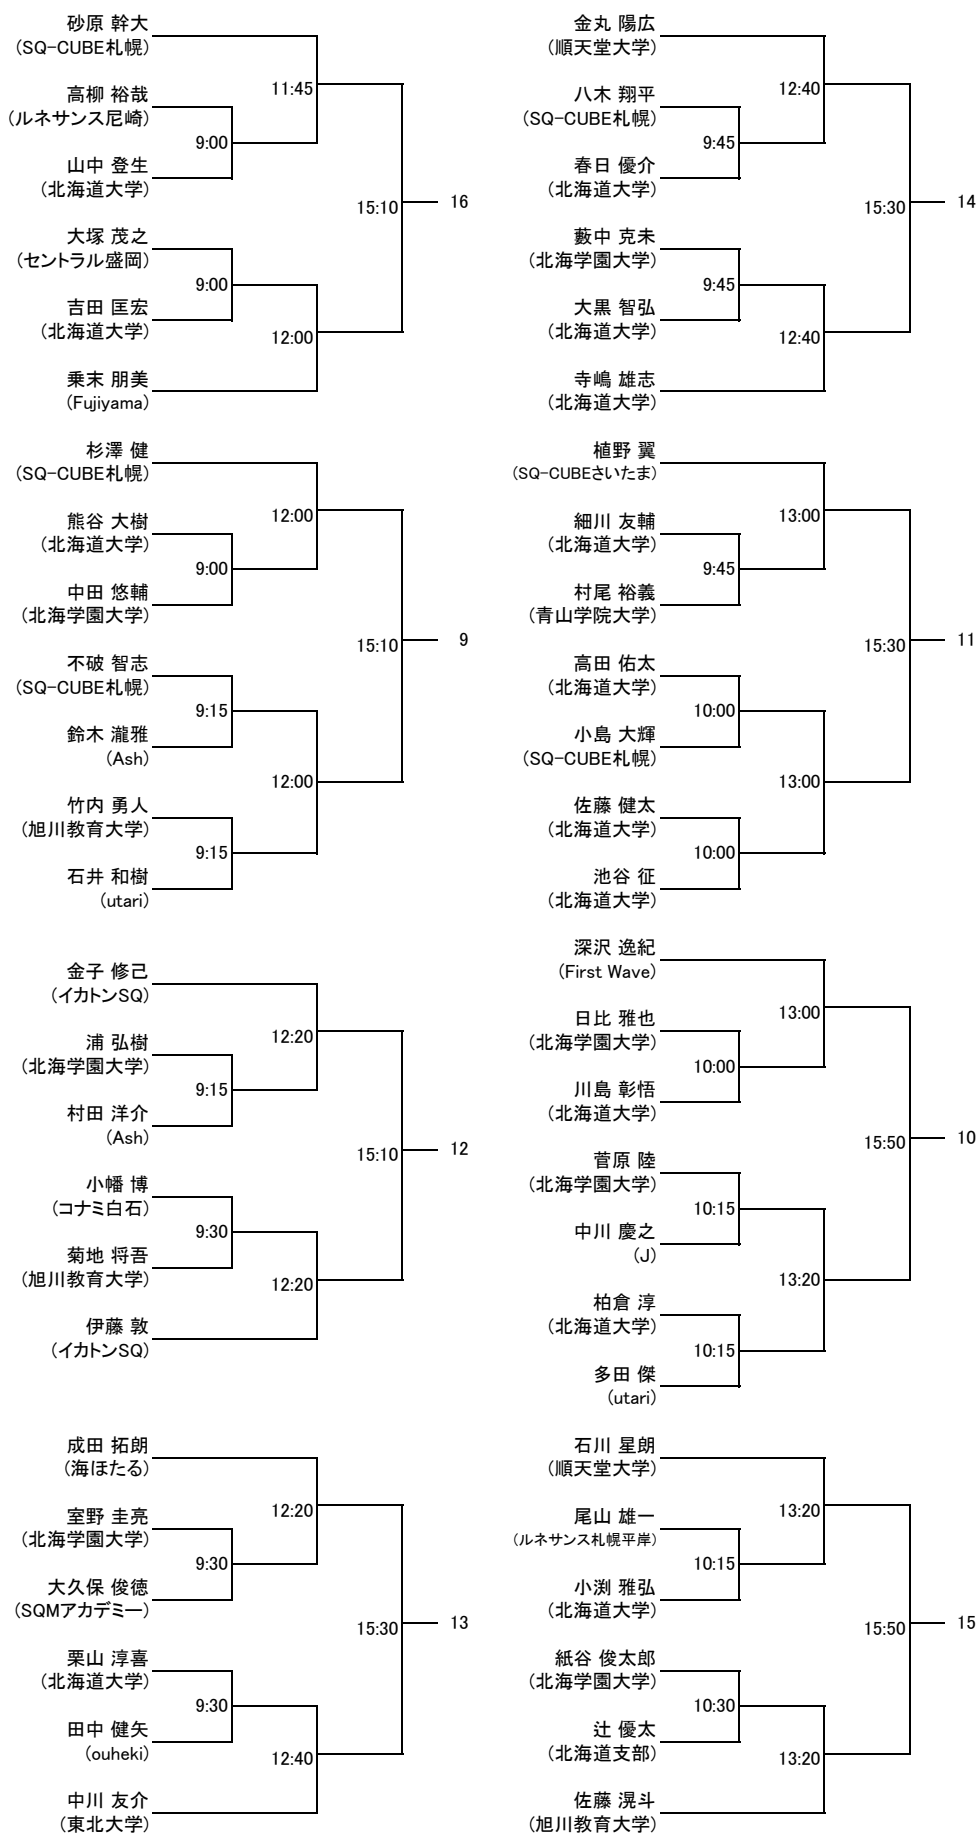 砂原 幹大
(SQ-CUBE札幌)
11:45
高柳 裕哉
(ルネサンス尼崎)
9:00
山中 登生
(北海道大学)
15:10
16
大塚 茂之
(セントラル盛岡)
9:00
吉田 匡宏
(北海道大学)
12:00
乗末 朋美
(Fujiyama)
杉澤 健
(SQ-CUBE札幌)
12:00
熊谷 大樹
(北海道大学)
9:00
中田 悠輔
(北海学園大学)
15:10
9
不破 智志
(SQ-CUBE札幌)
9:15
鈴木 瀧雅
(Ash)
12:00
竹内 勇人
(旭川教育大学)
9:15
石井 和樹
(utari)
金子 修己
(イカトンSQ)
12:20
浦 弘樹
(北海学園大学)
9:15
村田 洋介
(Ash)
15:10
12
小幡 博
(コナミ白石)
9:30
菊地 将吾
(旭川教育大学)
12:20
伊藤 敦
(イカトンSQ)
成田 拓朗
(海ほたる)
12:20
室野 圭亮
(北海学園大学)
9:30
大久保 俊徳
(SQMアカデミー)
15:30
13
栗山 淳喜
(北海道大学)
9:30
田中 健矢
(ouheki)
12:40
中川 友介
(東北大学)
金丸 陽広
(順天堂大学)
12:40
八木 翔平
(SQ-CUBE札幌)
9:45
春日 優介
(北海道大学)
15:30
14
藪中 克未
(北海学園大学)
9:45
大黒 智弘
(北海道大学)
12:40
寺嶋 雄志
(北海道大学)
植野 翼
(SQ-CUBEさいたま)
13:00
細川 友輔
(北海道大学)
9:45
村尾 裕義
(青山学院大学)
15:30
11
高田 佑太
(北海道大学)
10:00
小島 大輝
(SQ-CUBE札幌)
13:00
佐藤 健太
(北海道大学)
10:00
池谷 征
(北海道大学)
深沢 逸紀
(First Wave)
13:00
日比 雅也
(北海学園大学)
10:00
川島 彰悟
(北海道大学)
15:50
10
菅原 陸
(北海学園大学)
10:15
中川 慶之
(J)
13:20
柏倉 淳
(北海道大学)
10:15
多田 傑
(utari)
石川 星朗
(順天堂大学)
13:20
尾山 雄一
(ルネサンス札幌平岸)
10:15
小渕 雅弘
(北海道大学)
15:50
15
紙谷 俊太郎
(北海学園大学)
10:30
辻 優太
(北海道支部)
13:20
佐藤 滉斗
(旭川教育大学)